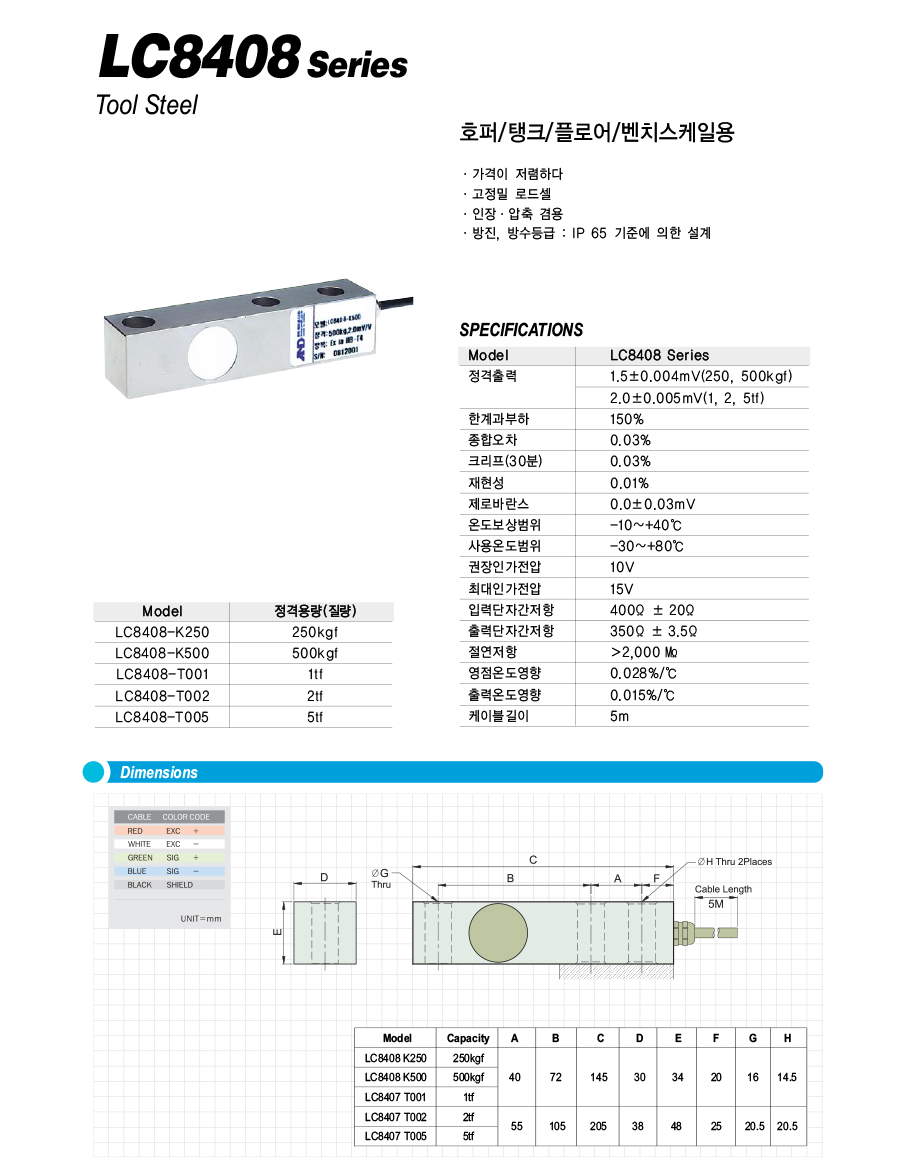 LC8408 Series
Tool Steel
호퍼/탱크/플로어/벤치스케일용
· 가격이 저렴하다
· 고정밀 로드셀
· 인장·압축 겸용
· 방진, 방수등급 : IP 65 기준에 의한 설계
LC8408-K500
500kg,2.0mV/V
S/N: 0812001
SPECIFICATIONS
Model LC8408 Series
정격출력 1.5±0.004mV(250, 500kgf)
2.0±0.005mV(1, 2, 5tf)
한계과부하 150%
종합오차 0.03%
크리프(30분) 0.03%
재현성 0.01%
제로바란스 0.0±0.03mV
온도보상범위 -10~+40℃
사용온도범위 -30~+80℃
권장인가전압 10V
최대인가전압 15V
입력단자간저항 400Ω ± 20Ω
출력단자간저항 350Ω ± 3.5Ω
절연저항 >2,000 ㏁
영점온도영향 0.028%/℃
출력온도영향 0.015%/℃
케이블길이 5m
Model 정격용량(질량)
LC8408-K250 250kgf
LC8408-K500 500kgf
LC8408-T001 1tf
LC8408-T002 2tf
LC8408-T005 5tf
Dimensions
CABLE COLOR CODE
RED EXC +
WHITE EXC −
GREEN SIG +
BLUE SIG −
BLACK SHIELD
UNIT=mm
D
E
∅G
Thru
C
B A F
∅H Thru 2Places
Cable Length
5M
Model Capacity A B C D E F G H
LC8408 K250 250kgf
LC8408 K500 500kgf 40 72 145 30 34 20 16 14.5
LC8407 T001 1tf
LC8407 T002 2tf
55 105 205 38 48 25 20.5 20.5
LC8407 T005 5tf